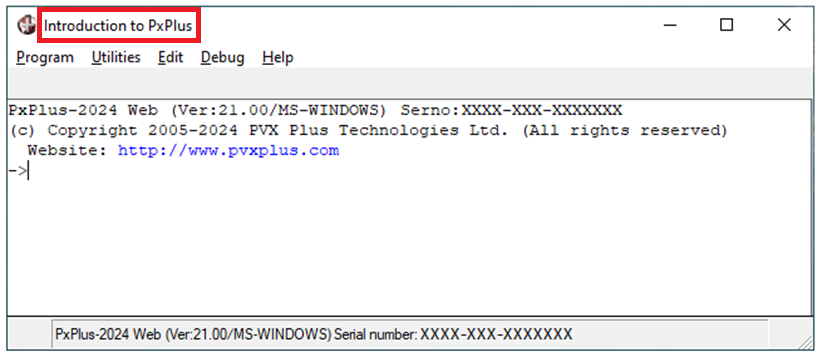 Introduction to PxPlus
Program Utilities Edit Debug Help
PxPlus-2024 Web (Ver:21.00/MS-WINDOWS) Serno:XXXX-XXX-XXXXXXX
(c) Copyright 2005-2024 PVX Plus Technologies Ltd. (All rights reserved)
Website: http://www.pvxplus.com
->
PxPlus-2024 Web (Ver:21.00/MS-WINDOWS) Serial number: XXXX-XXX-XXXXXXX